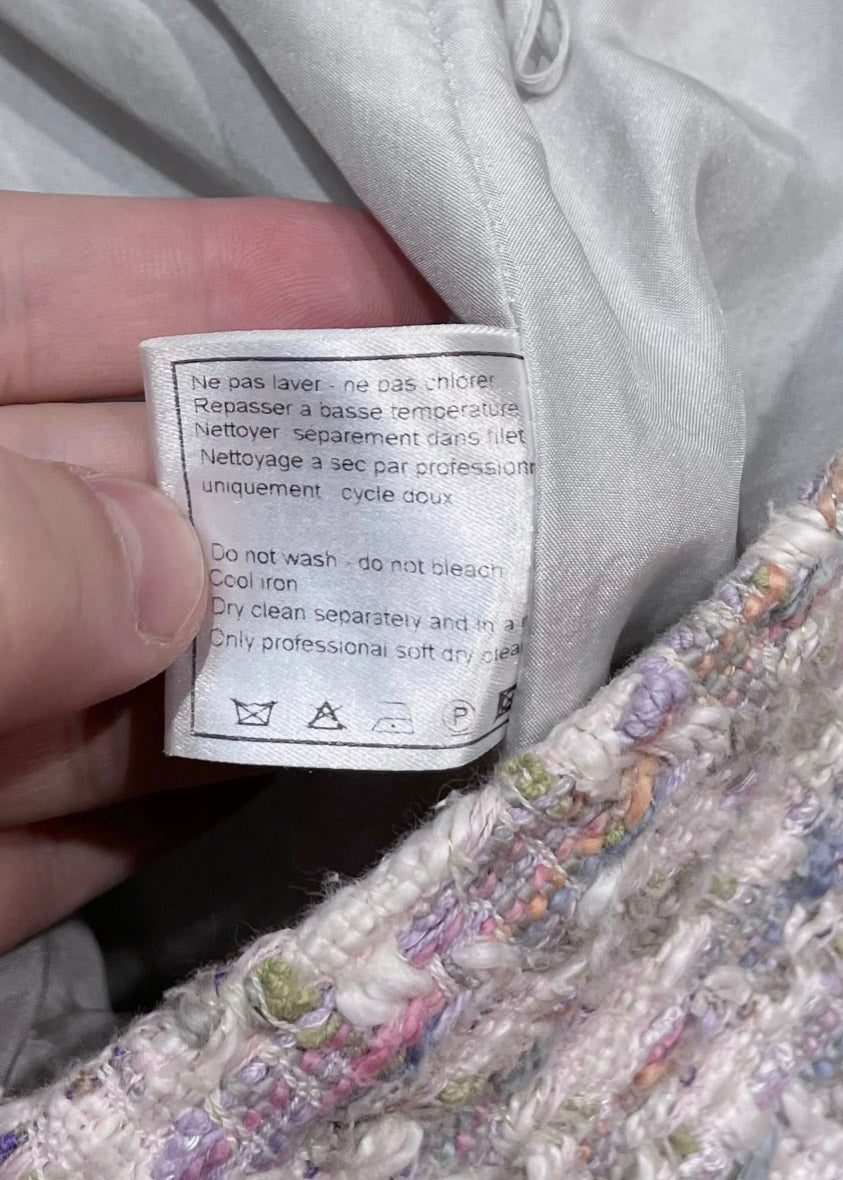 Ne pas laver - ne pas chlorer
Repasser a basse temperature
Nettoyer separement dans filet
Nettoyage a sec par profession
uniquement cycle doux
Do not wash - do not bleach
Cool iron
Dry clean separately and in a
Only professional soft dry clea
P